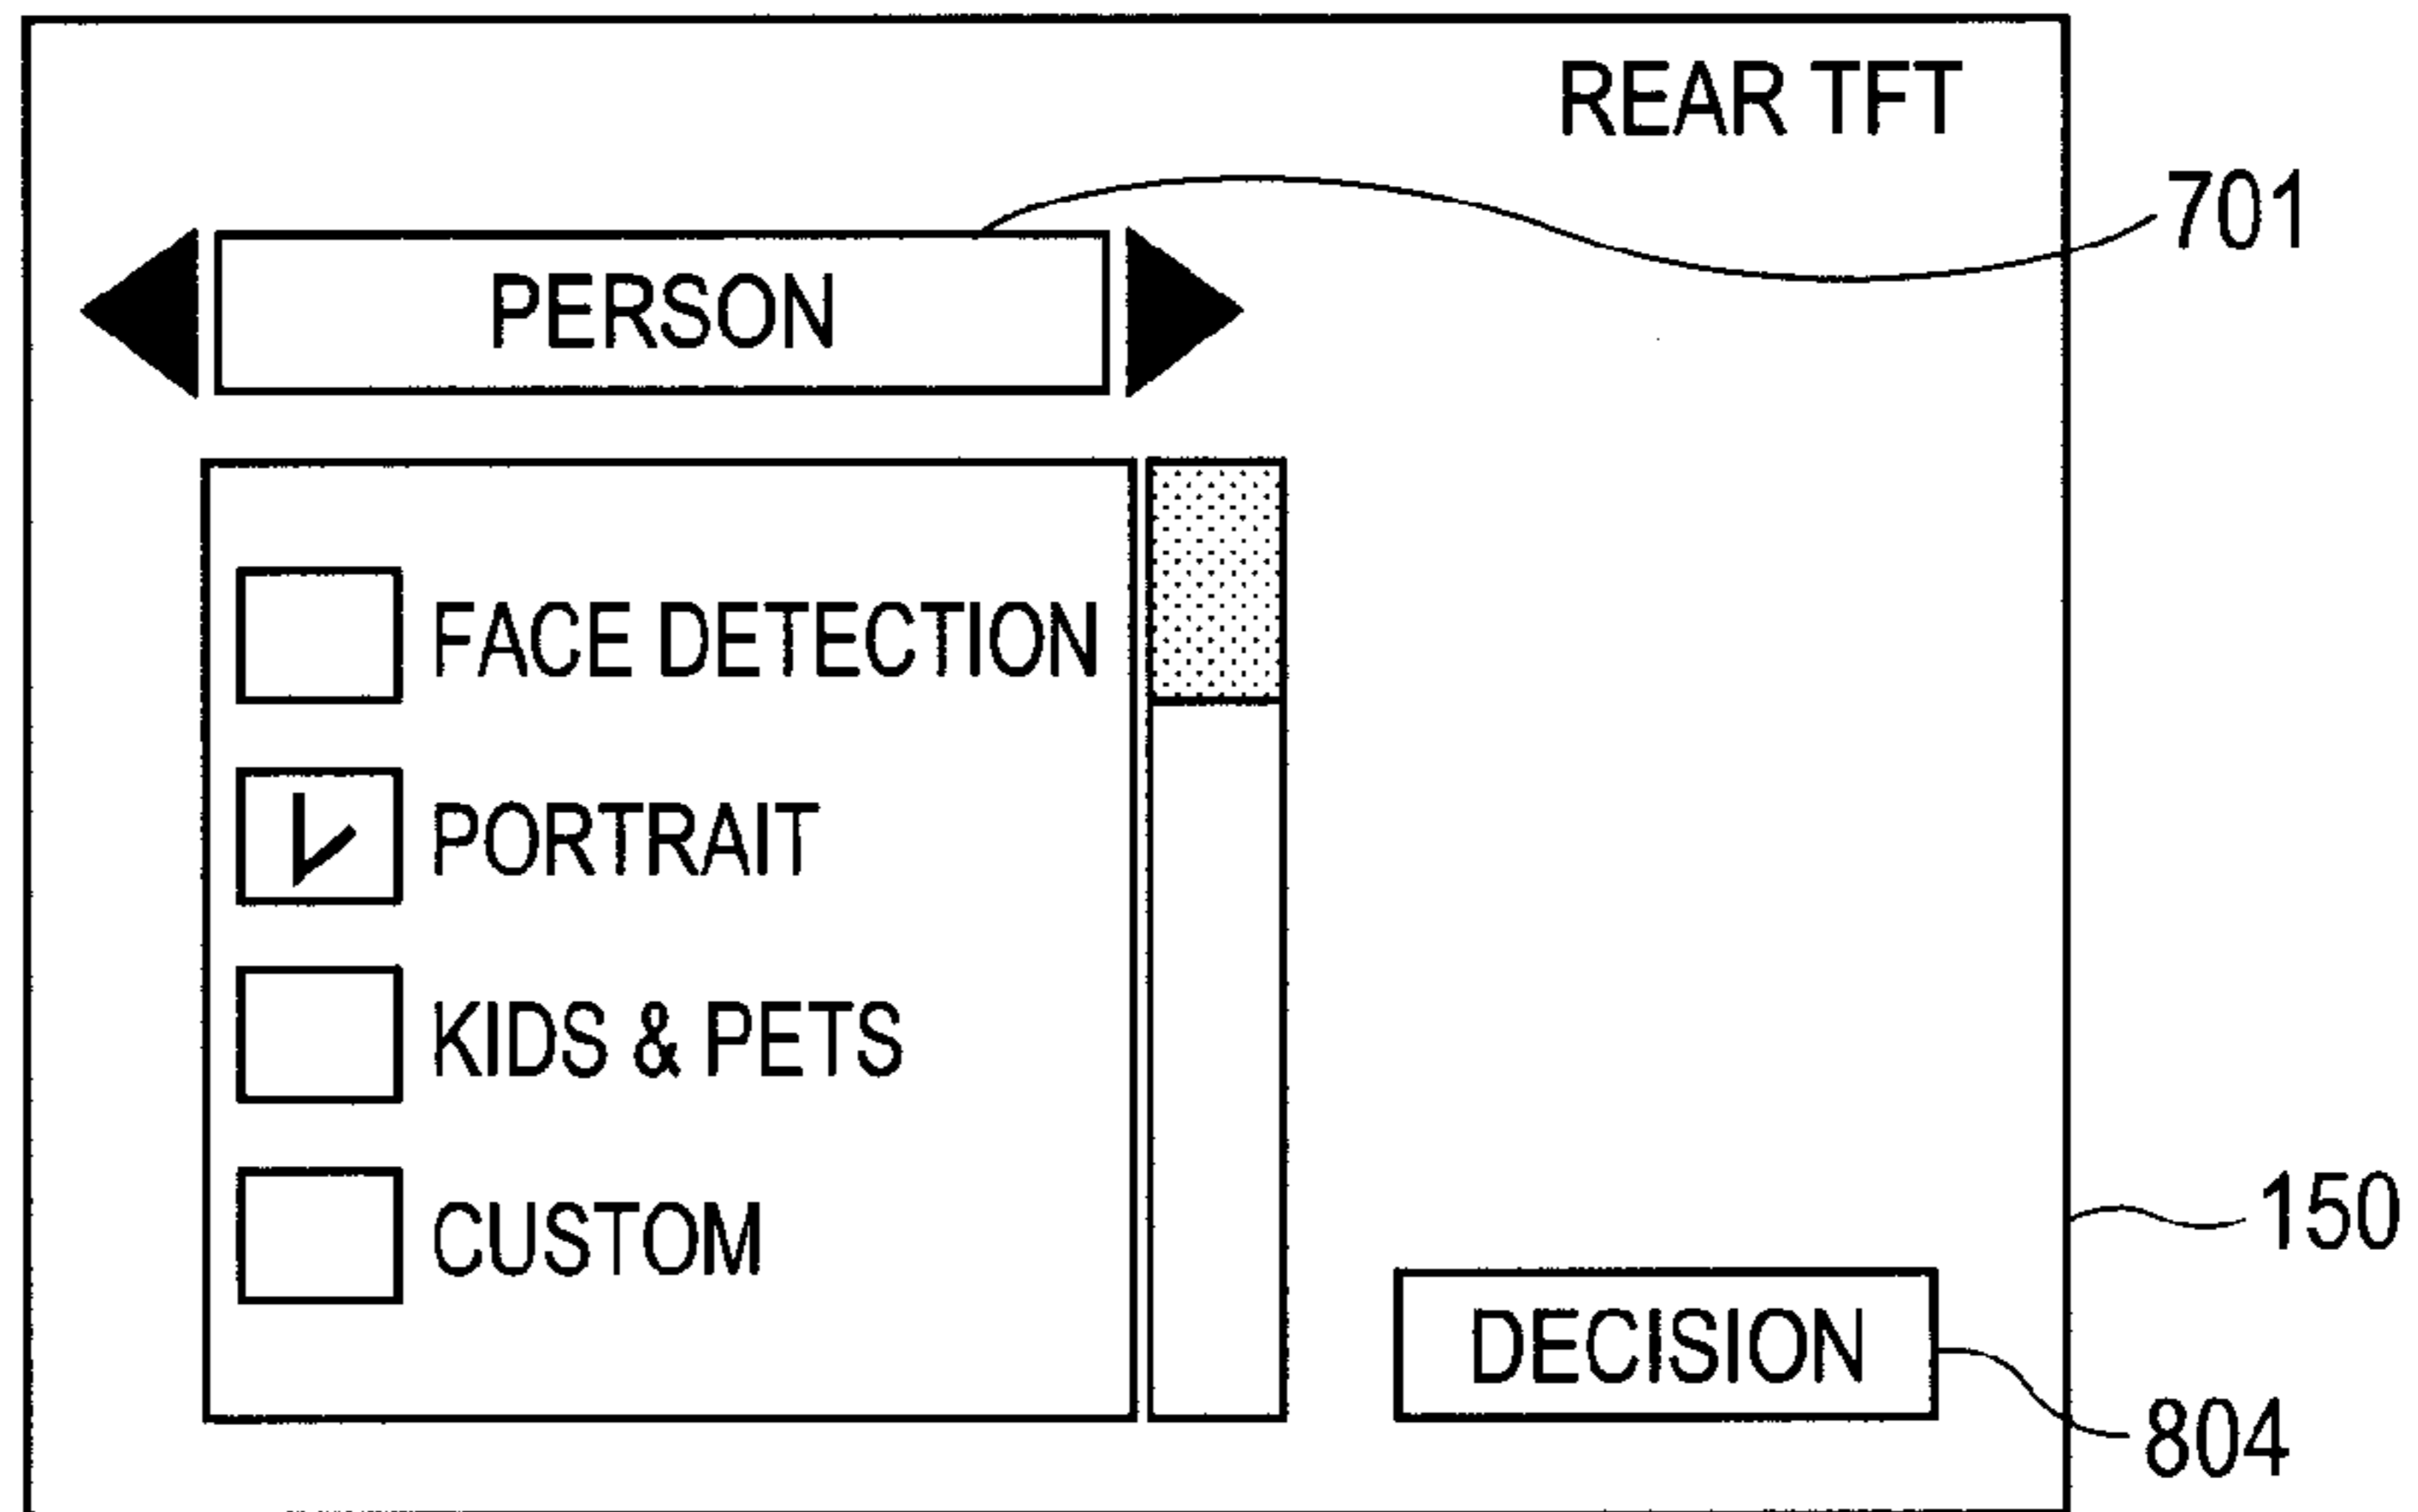 REAR TFT
701
PERSON
FACE DETECTION
PORTRAIT
KIDS & PETS
CUSTOM
150
DECISION
804